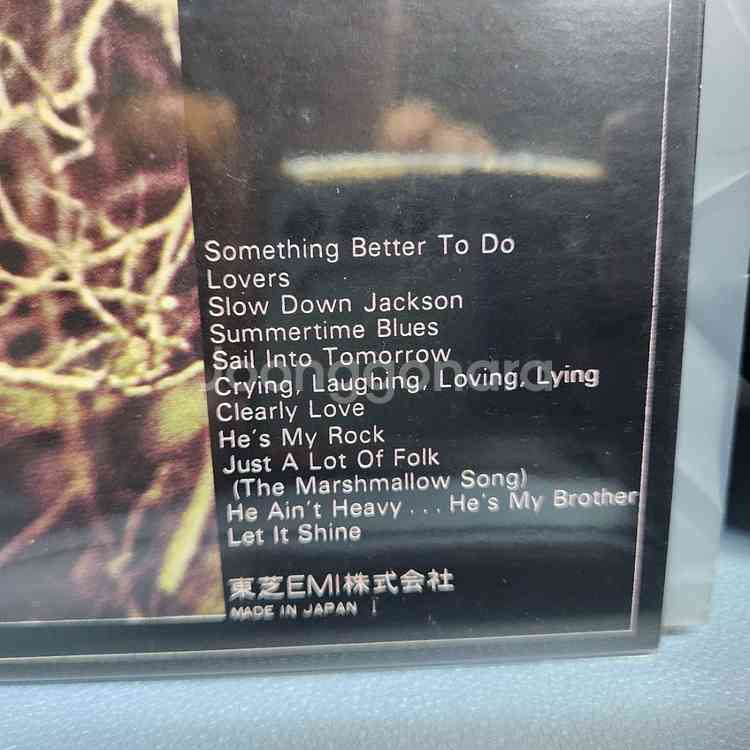 Something Better To Do
Lovers
Slow Down Jackson
Summertime Blues
Sail Into Tomorrow
Joonggonara
Crying, Laughing, Loving, Lying
Clearly Love
He's My Rock
Just A Lot Of Folk
(The Marshmallow Song)
He Ain't Heavy...He's My Brother
Let It Shine
東芝EMI株式会社
MADE IN JAPAN